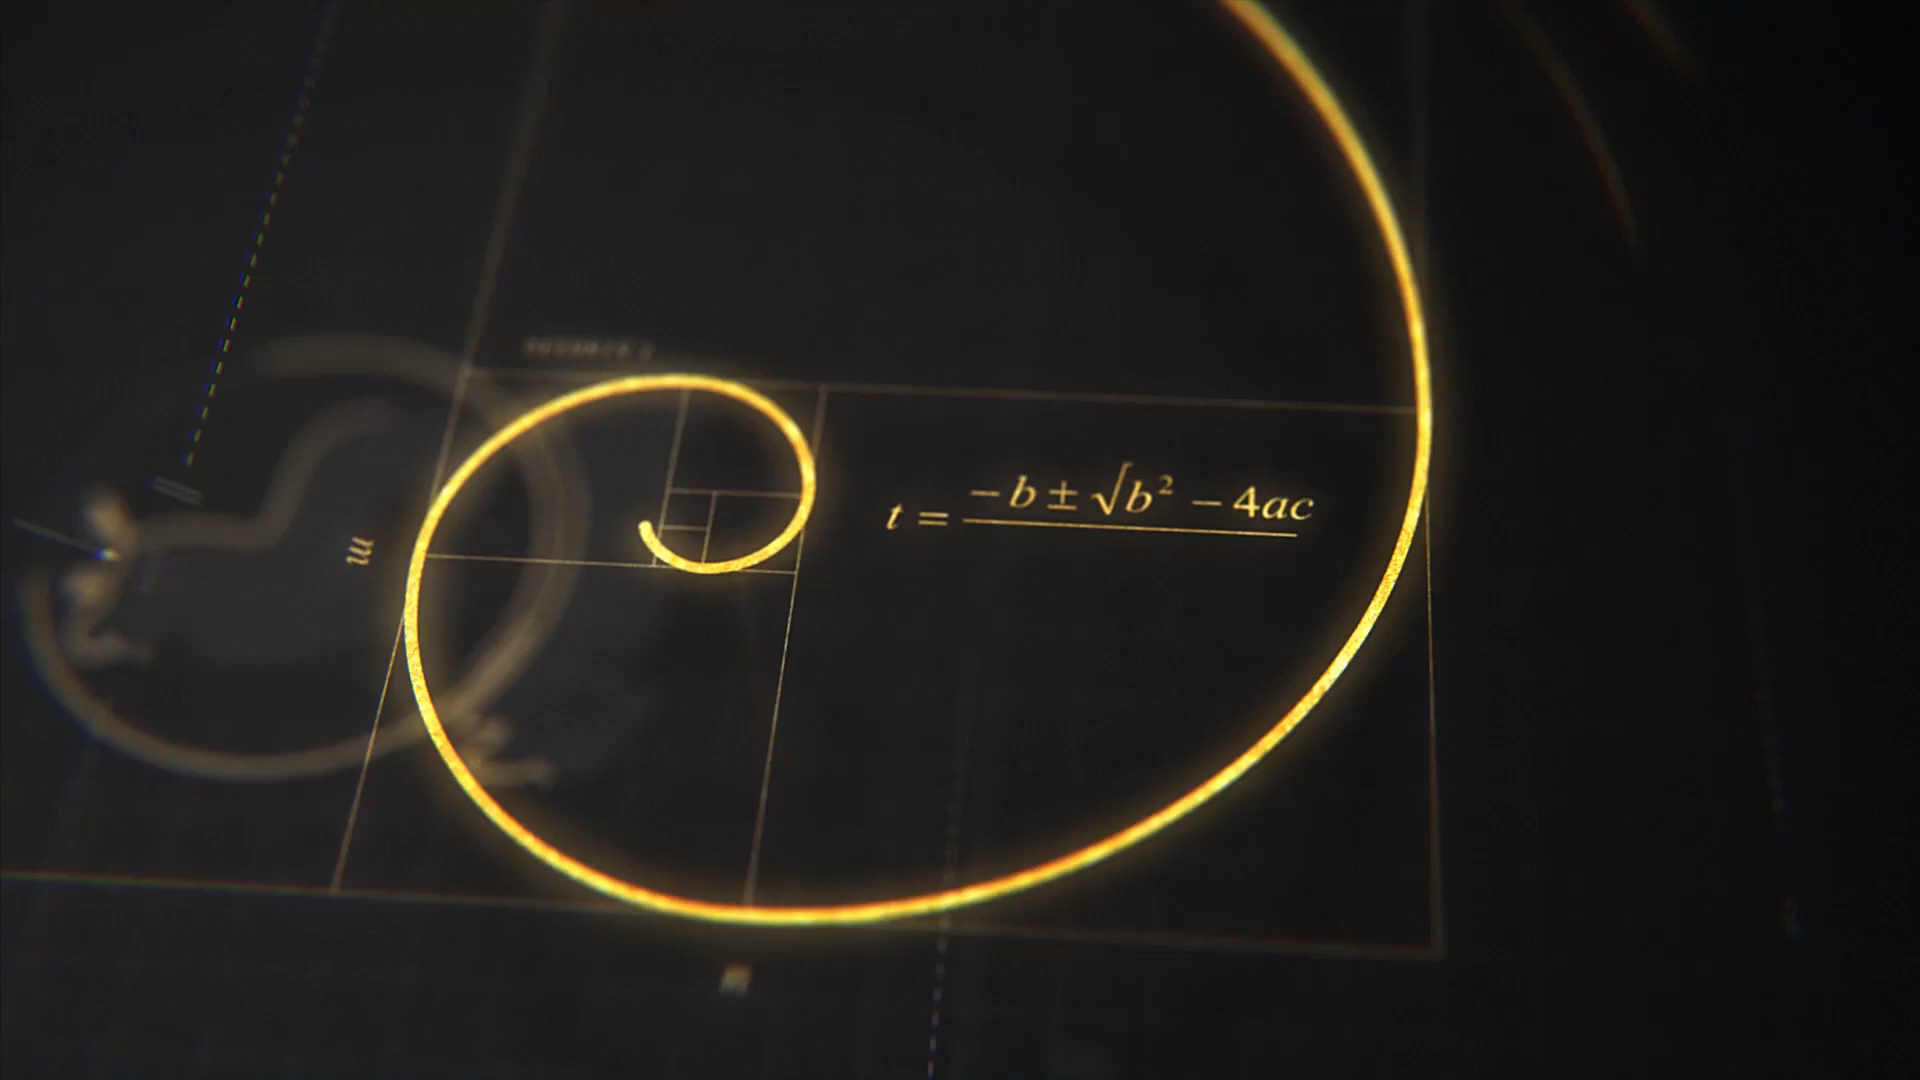 t = -b ± √b² - 4ac
m